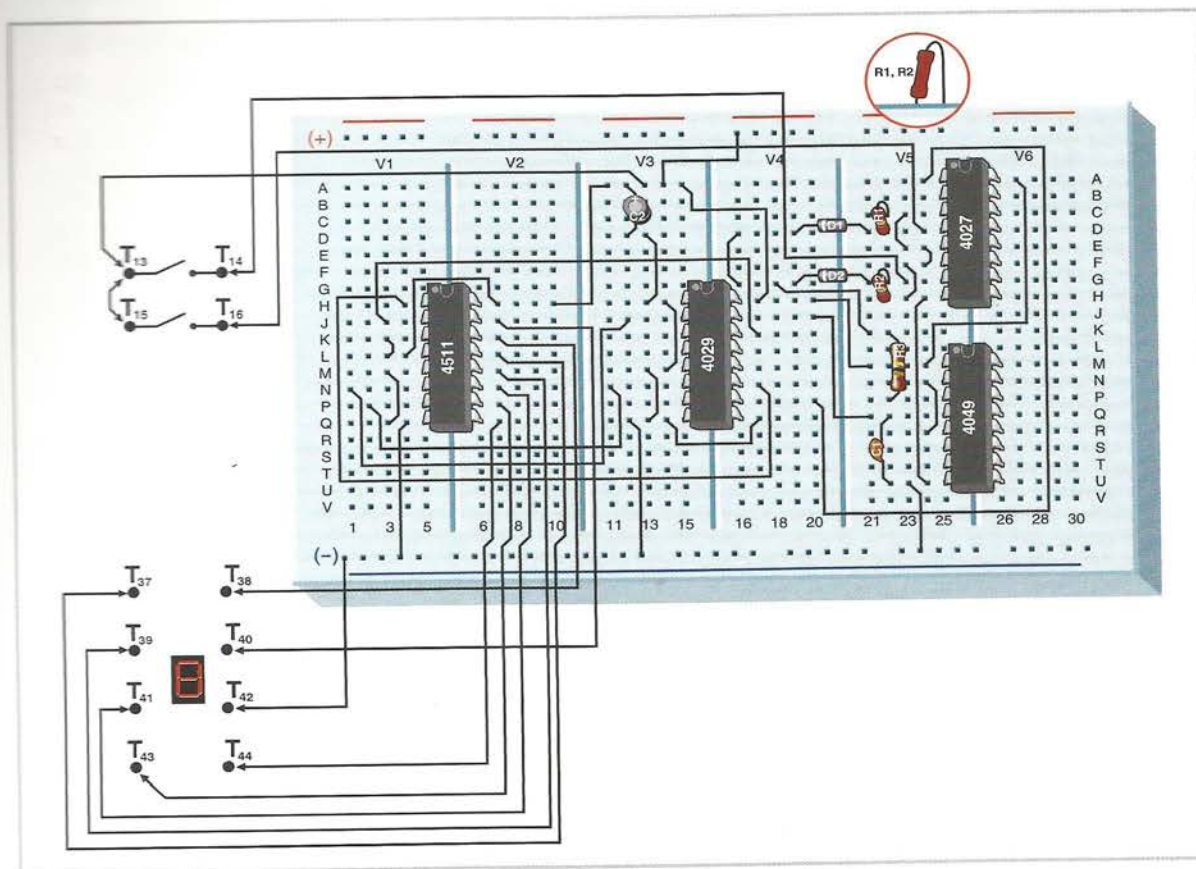 R1, R2
(+)
V1 V2 V3 V4 V5 V6
A A
B B
C C
D D
E E
F F
G G
H H
J J
K K
L L
M M
N N
P P
Q Q
R R
S S
T T
U U
V V
C2
D1
R1
D2
R2
R3
C1
4027
4511
4029
4049
T13 T14
T15 T16
1 3 5 6 8 10 11 13 15 16 18 20 21 23 25 26 28 30
(–)
T37 T38
T39 T40
8
T41 T42
T43 T44